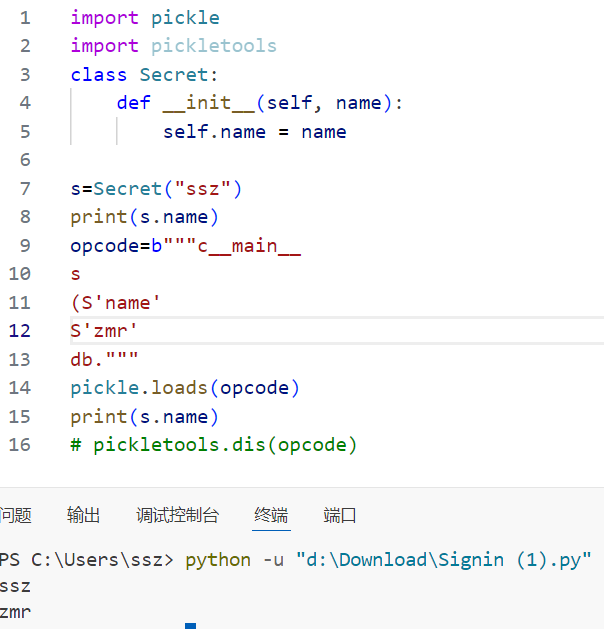 1 import pickle
2 import pickletools
3 class Secret:
4     def __init__(self, name):
5         self.name = name
6
7 s=Secret("ssz")
8 print(s.name)
9 opcode=b"""c__main__
10 s
11 (S'name'
12 S'zmr'
13 db."""
14 pickle.loads(opcode)
15 print(s.name)
16 # pickletools.dis(opcode)
问题 输出 调试控制台 终端 端口
PS C:\Users\ssz> python -u "d:\Download\Signin (1).py"
ssz
zmr